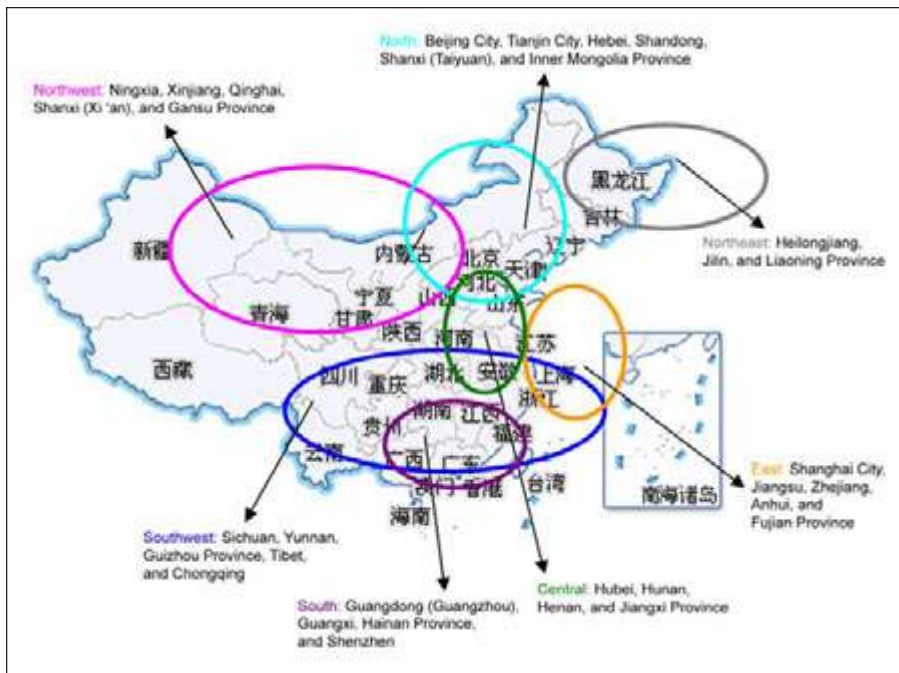 North: Beijing City, Tianjin City, Hebei, Shandong,
Shanxi (Taiyuan), and Inner Mongolia Province
Northwest: Ningxia, Xinjiang, Qinghai,
Shanxi (Xi 'an), and Gansu Province
黑龙江
吉林
辽宁
Northeast: Heilongjiang,
Jilin, and Liaoning Province
新疆
内蒙古
北京
天津
河北
山西
山东
宁夏
青海
甘肃
陕西
河南
江苏
西藏
四川
重庆
湖北
安徽
上海
浙江
湖南
江西
贵州
福建
云南
广西
广东
澳门
香港
台湾
海南
南海诸岛
East: Shanghai City,
Jiangsu, Zhejiang,
Anhui, and
Fujian Province
Southwest: Sichuan, Yunnan,
Guizhou Province, Tibet,
and Chongqing
Central: Hubei, Hunan,
Henan, and Jiangxi Province
South: Guangdong (Guangzhou),
Guangxi, Hainan Province,
and Shenzhen